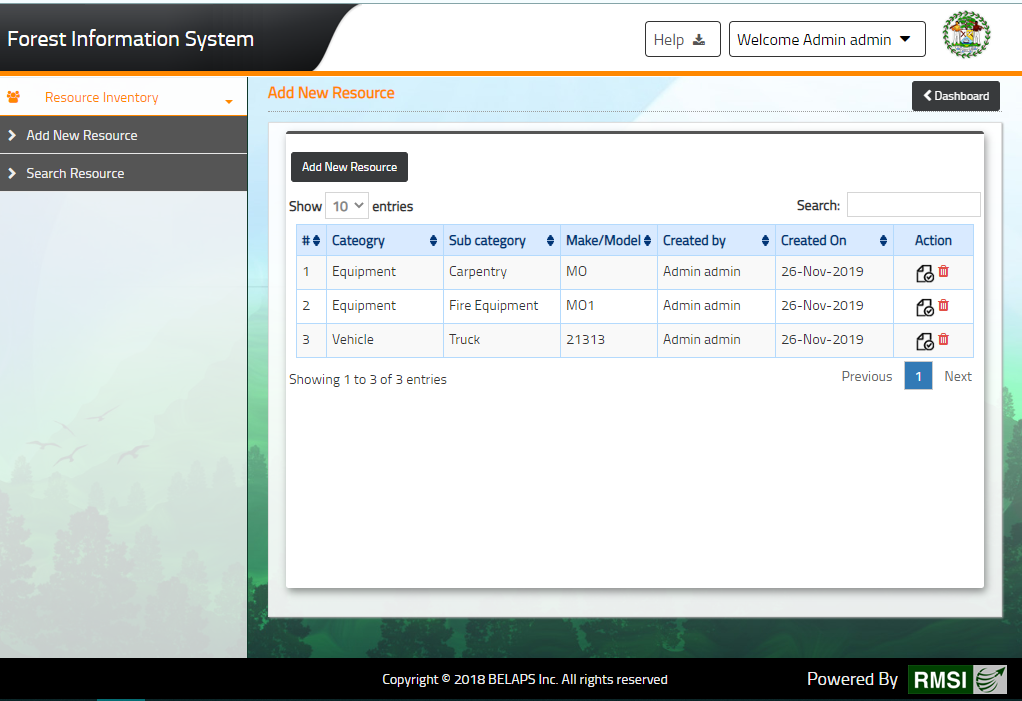 Forest Information System
Help
Welcome Admin admin
Resource Inventory
Add New Resource
Search Resource
Add New Resource
Dashboard
Add New Resource
Show 10 entries
Search:
# Cateogry Sub category Make/Model Created by Created On Action
1 Equipment Carpentry MO Admin admin 26-Nov-2019
2 Equipment Fire Equipment MO1 Admin admin 26-Nov-2019
3 Vehicle Truck 21313 Admin admin 26-Nov-2019
Showing 1 to 3 of 3 entries
Previous 1 Next
Copyright © 2018 BELAPS Inc. All rights reserved
Powered By RMSI